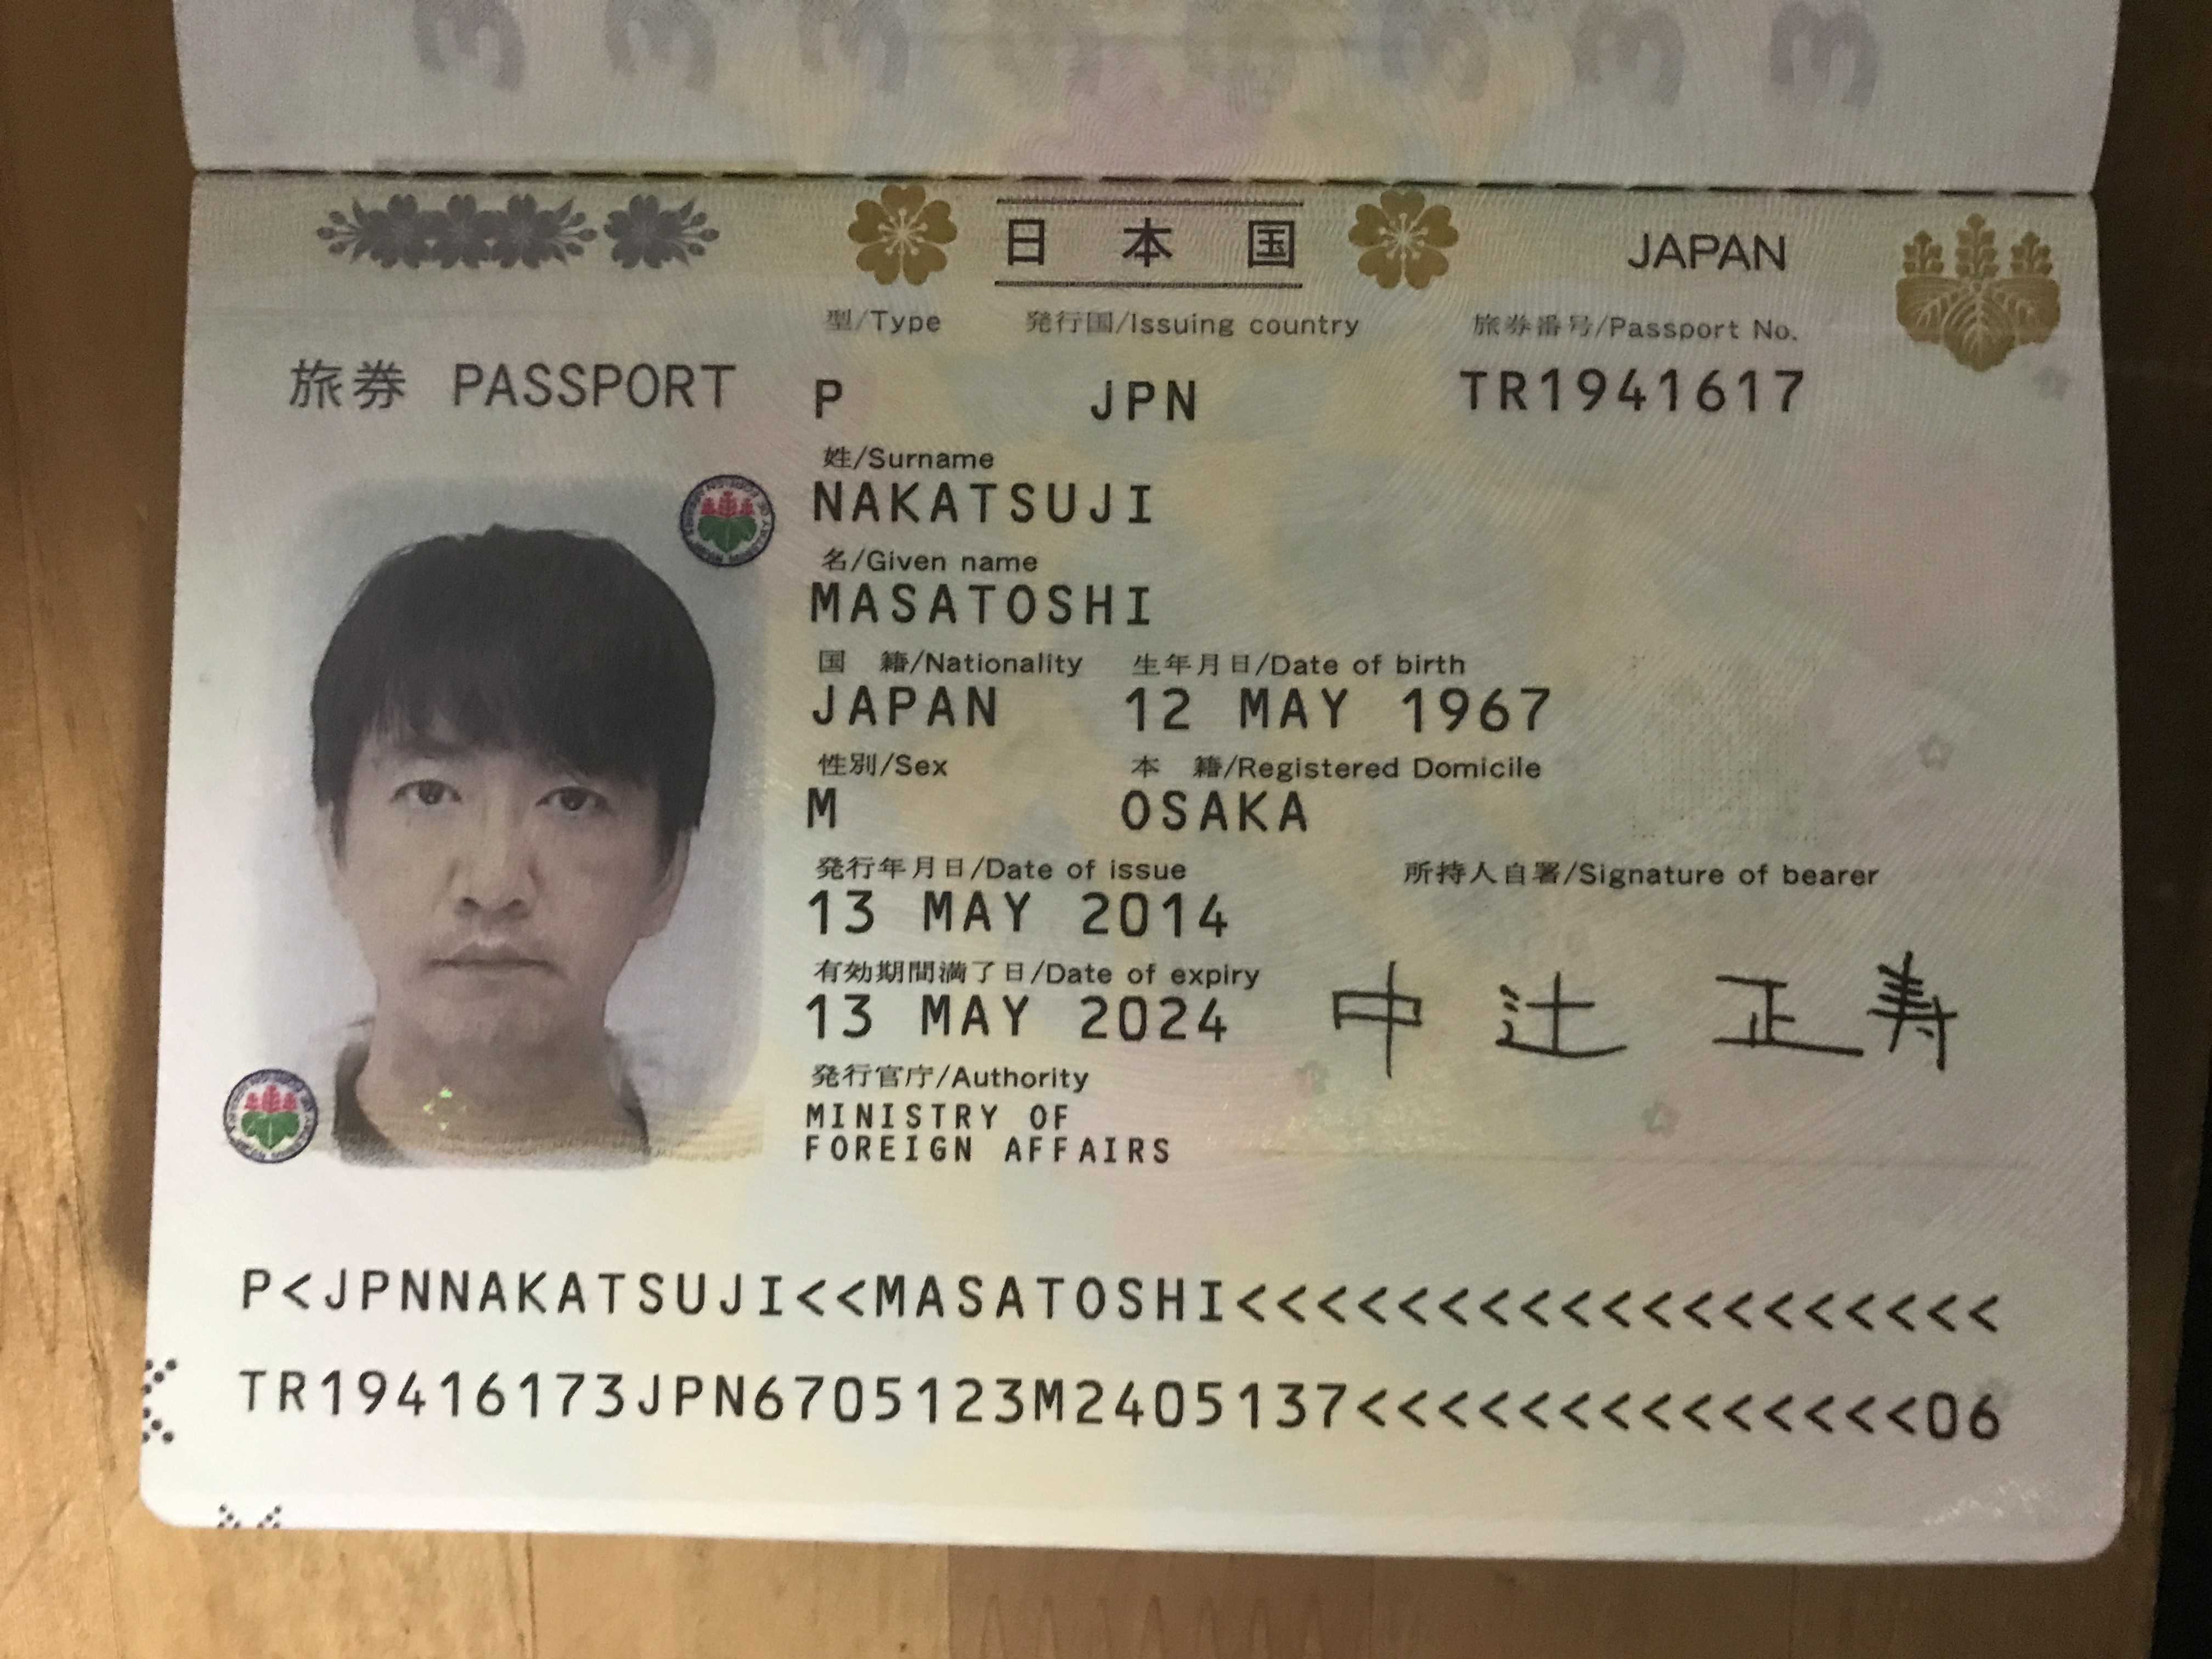 日本国 JAPAN
旅券 PASSPORT
型/Type 発行国/Issuing country 旅券番号/Passport No.
P JPN TR1941617
姓/Surname
NAKATSUJI
名/Given name
MASATOSHI
国 籍/Nationality 生年月日/Date of birth
JAPAN 12 MAY 1967
性別/Sex 本 籍/Registered Domicile
M OSAKA
発行年月日/Date of issue 所持人自署/Signature of bearer
13 MAY 2014
有効期間満了日/Date of expiry
13 MAY 2024
中辻正寿
発行官庁/Authority
MINISTRY OF
FOREIGN AFFAIRS
P<JPNNAKATSUJI<<MASATOSHI<<<<<<<<<<<<<<<<<<<
TR19416173JPN6705123M2405137<<<<<<<<<<<<<<06